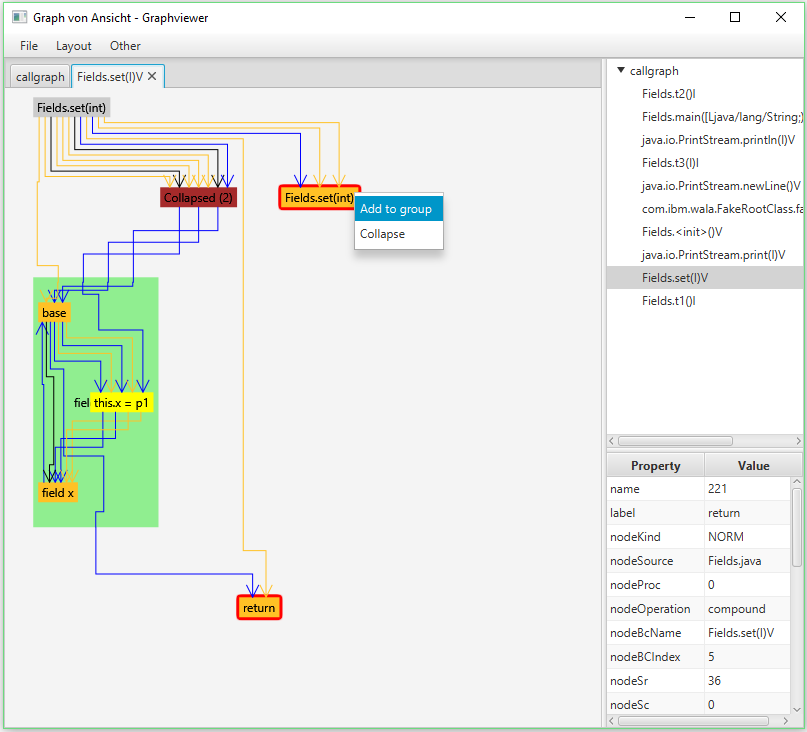 Graph von Ansicht - Graphviewer
File Layout Other
callgraph
Fields.set(I)V
Fields.set(int)
Collapsed (2)
Fields.set(int)
Add to group
Collapse
base
fiel
this.x = p1
field x
return
callgraph
Fields.t2()I
Fields.main([Ljava/lang/String;)
java.io.PrintStream.println(I)V
Fields.t3()I
java.io.PrintStream.newLine()V
com.ibm.wala.FakeRootClass.fa
Fields.<init>()V
java.io.PrintStream.print(I)V
Fields.set(I)V
Fields.t1()I
Property Value
name 221
label return
nodeKind NORM
nodeSource Fields.java
nodeProc 0
nodeOperation compound
nodeBcName Fields.set(I)V
nodeBCIndex 5
nodeSr 36
nodeSc 0